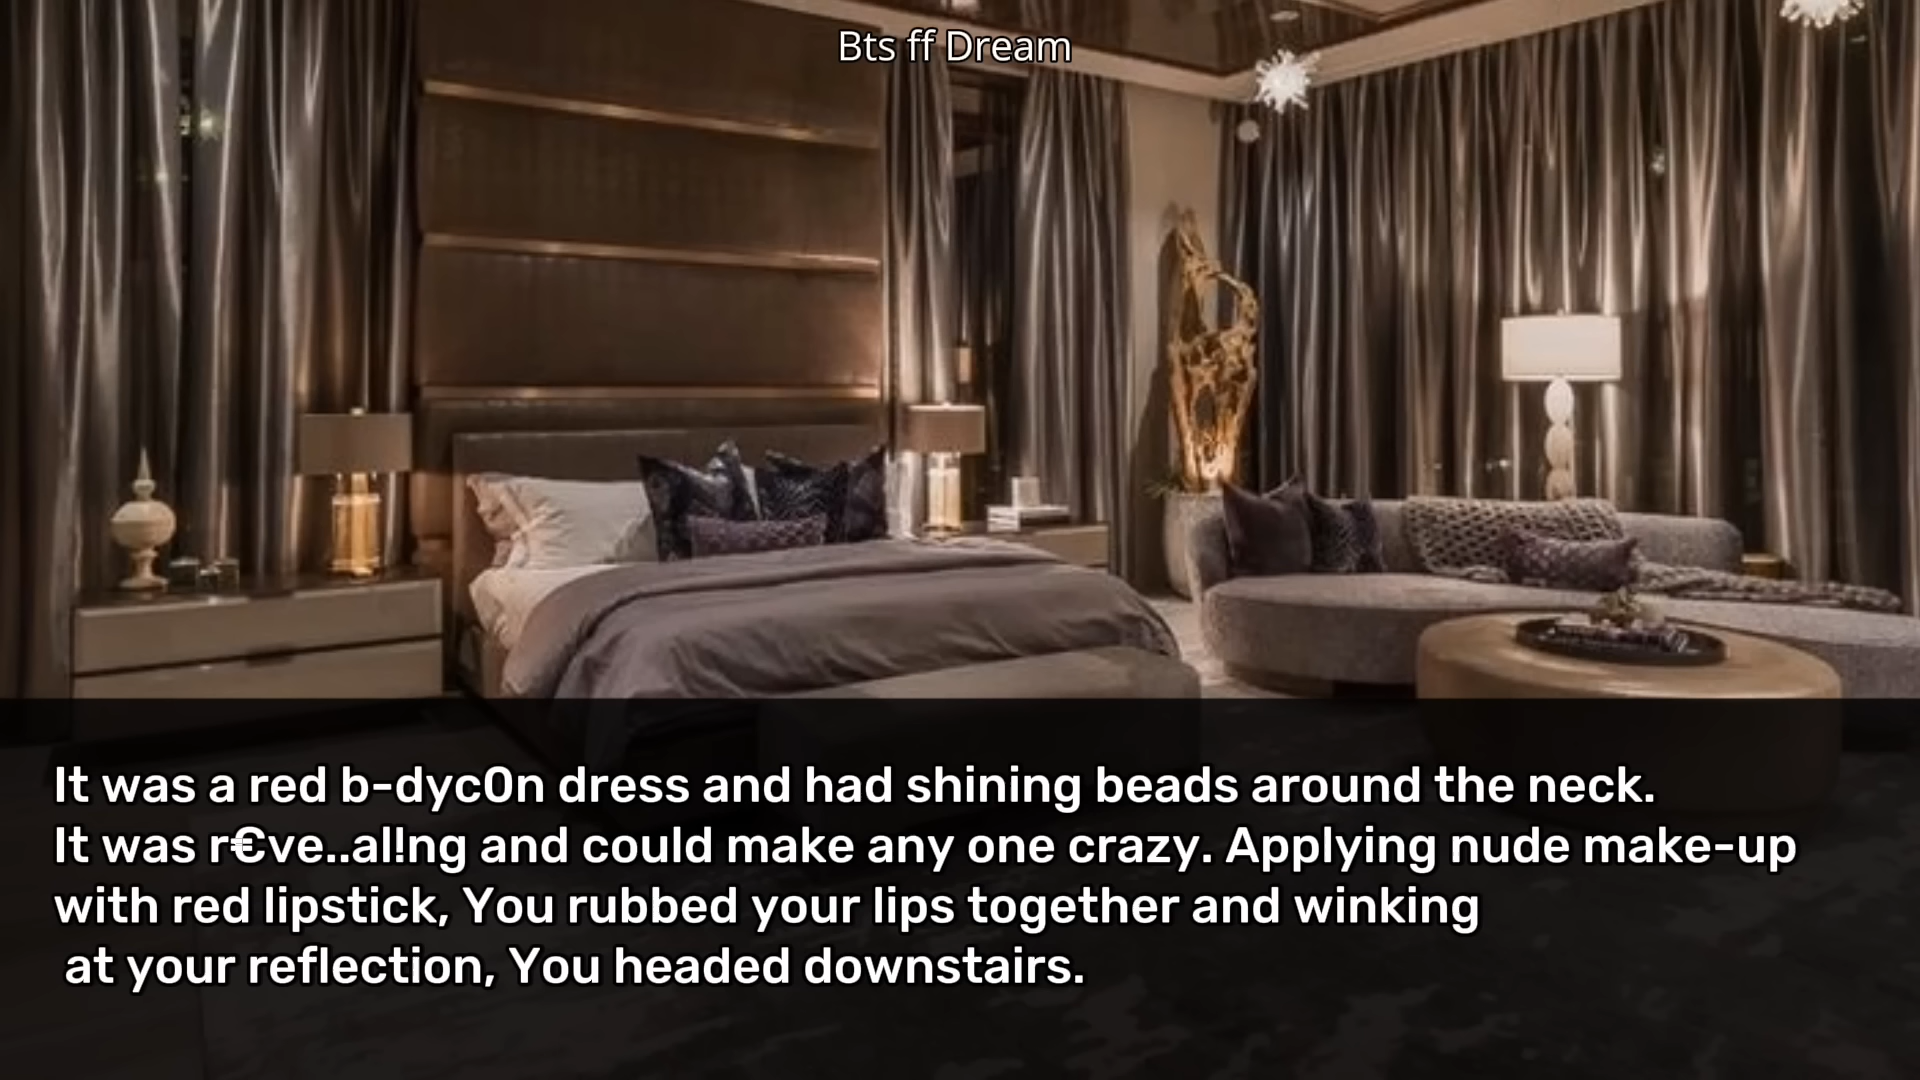 Bts ff Dream
It was a red b-dyc0n dress and had shining beads around the neck.
It was r€ve..al!ng and could make any one crazy. Applying nude make-up
with red lipstick, You rubbed your lips together and winking
at your reflection, You headed downstairs.